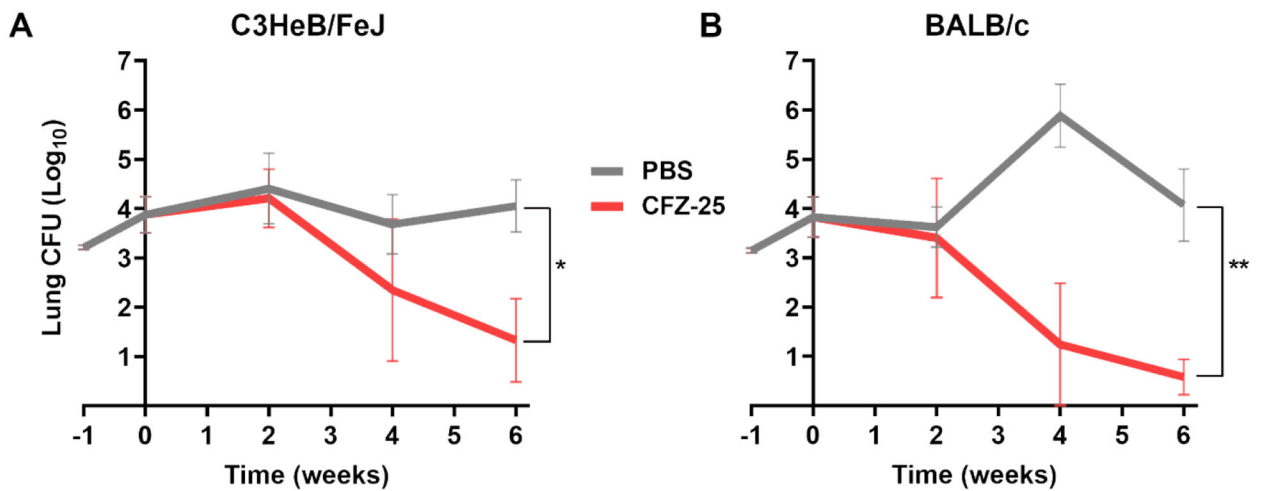 A
C3HeB/FeJ
B
BALB/c
7
6
5
4
3
2
1
Lung CFU (Log10)
-1 0 1 2 3 4 5 6
Time (weeks)
*
PBS
CFZ-25
7
6
5
4
3
2
1
-1 0 1 2 3 4 5 6
Time (weeks)
**